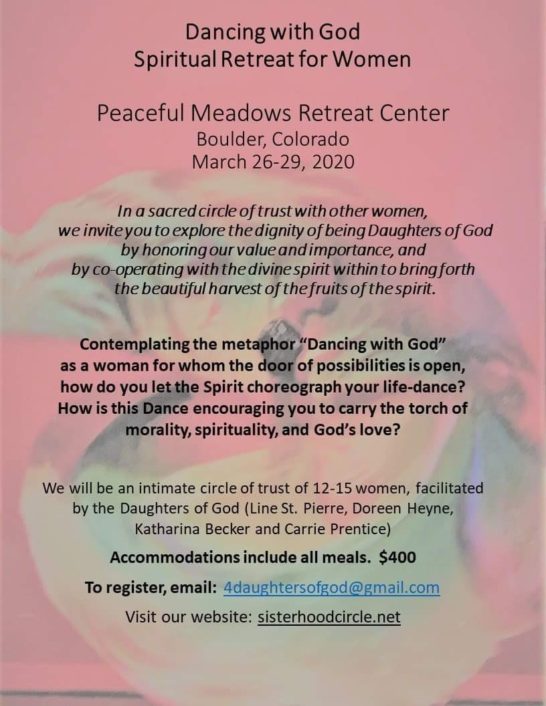 Dancing with God
Spiritual Retreat for Women
Peaceful Meadows Retreat Center
Boulder, Colorado
March 26-29, 2020
In a sacred circle of trust with other women,
we invite you to explore the dignity of being Daughters of God
by honoring our value and importance, and
by co-operating with the divine spirit within to bring forth
the beautiful harvest of the fruits of the spirit.
Contemplating the metaphor “Dancing with God”
as a woman for whom the door of possibilities is open,
how do you let the Spirit choreograph your life-dance?
How is this Dance encouraging you to carry the torch of
morality, spirituality, and God’s love?
We will be an intimate circle of trust of 12-15 women, facilitated
by the Daughters of God (Line St. Pierre, Doreen Heyne,
Katharina Becker and Carrie Prentice)
Accommodations include all meals. $400
To register, email: 4daughtersofgod@gmail.com
Visit our website: sisterhoodcircle.net